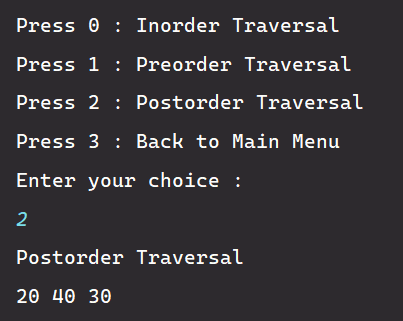 Press 0 : Inorder Traversal
Press 1 : Preorder Traversal
Press 2 : Postorder Traversal
Press 3 : Back to Main Menu
Enter your choice :
2
Postorder Traversal
20 40 30